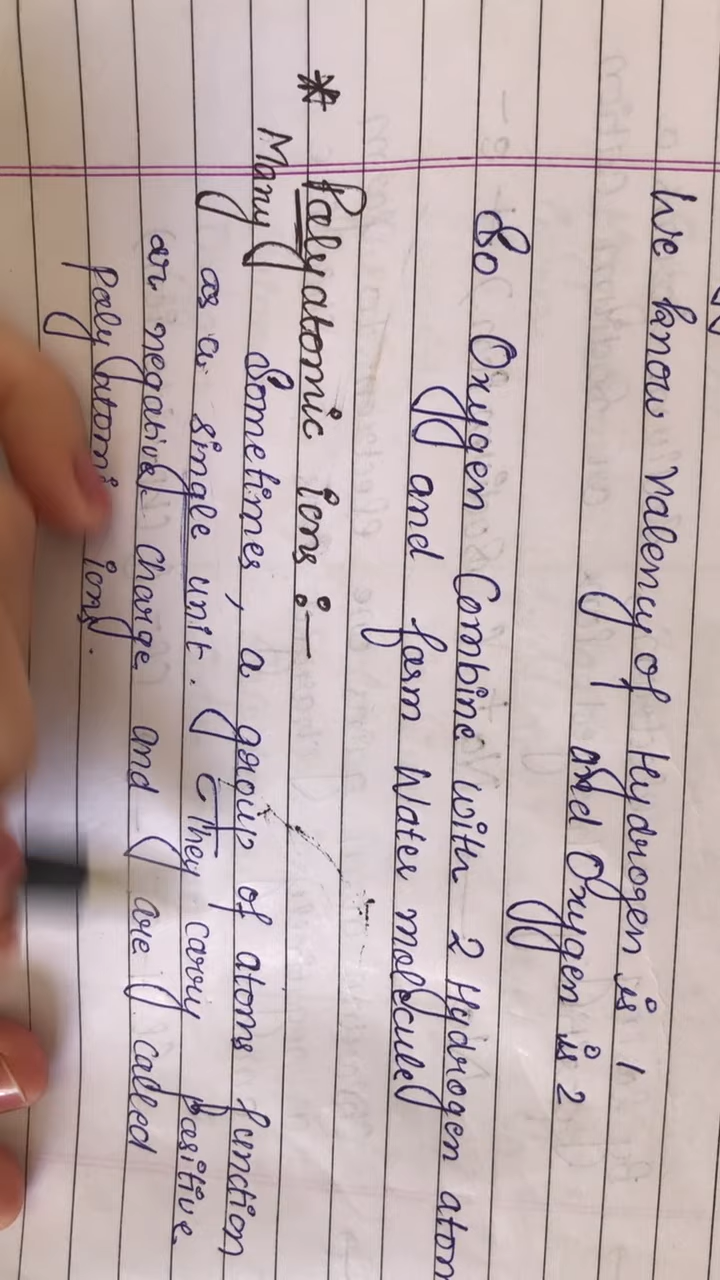 We know valency of Hydrogen is 1
and Oxygen is 2
So Oxygen Combine with 2 Hydrogen atom
and form Water molecule
* Polyatomic ions :-
Many Sometimes, a group of atoms function
as a single unit. They carry positive
or negative charge and are called
poly atomi ions.